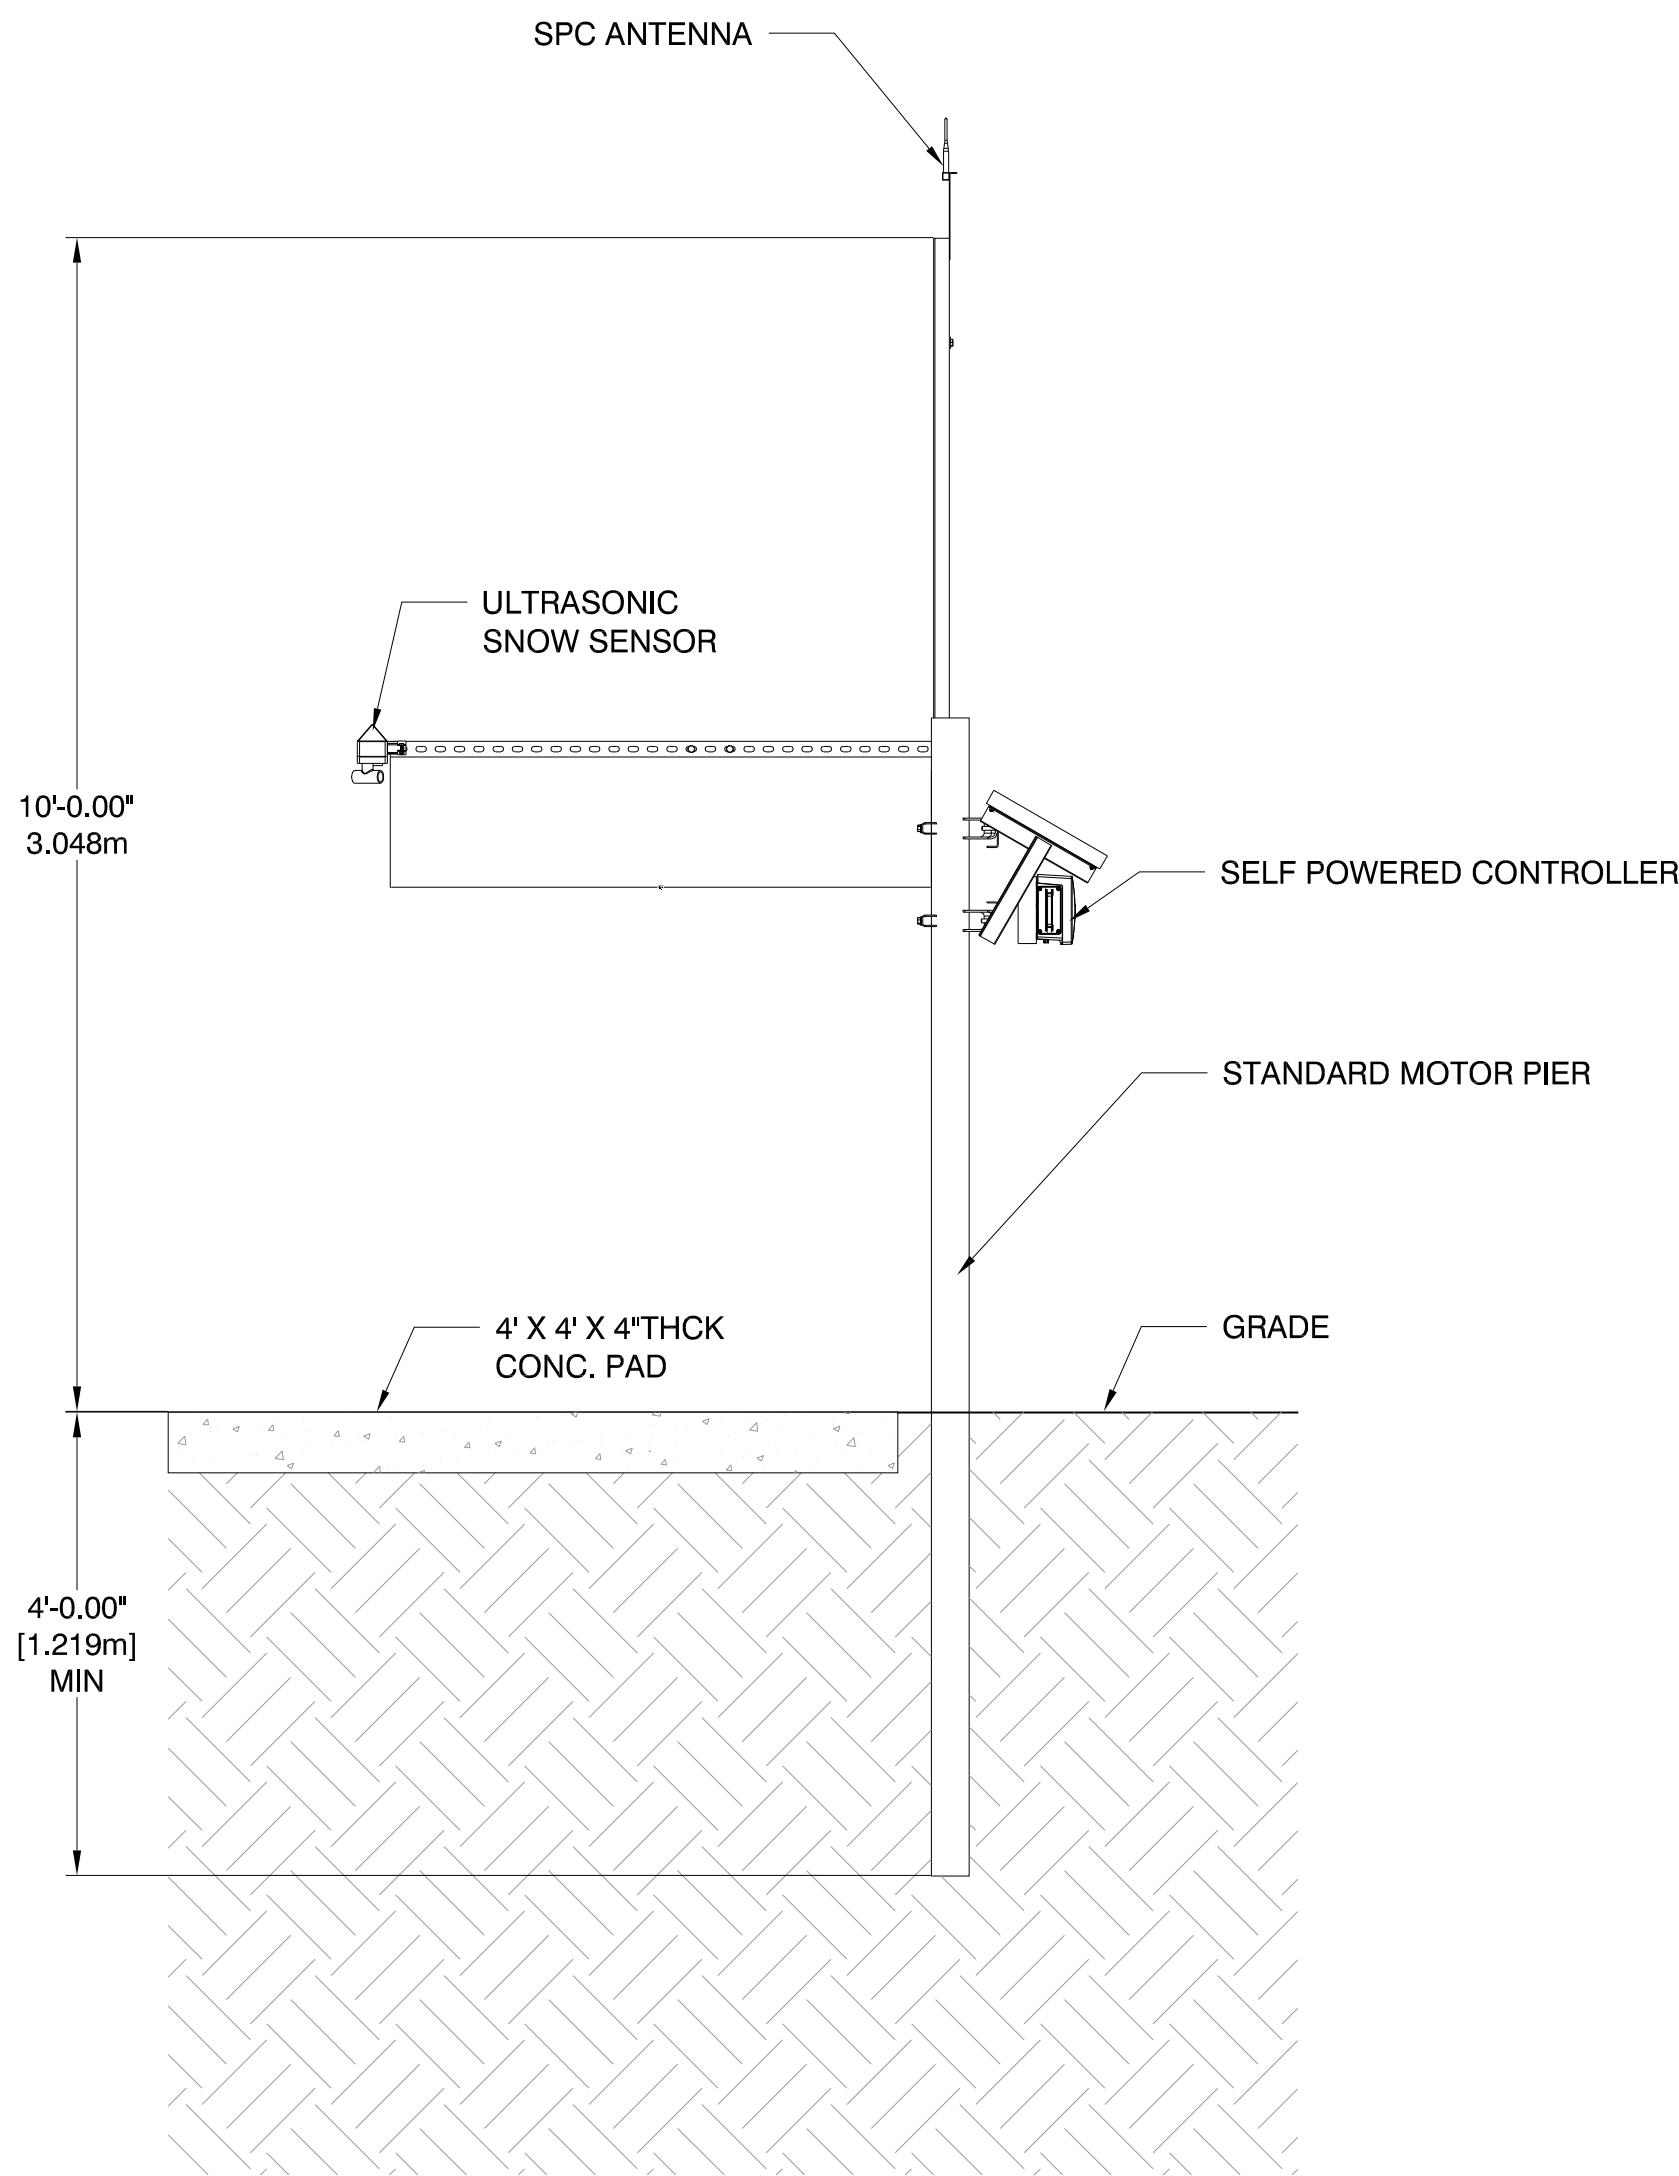 SPC ANTENNA
ULTRASONIC
SNOW SENSOR
10'-0.00"
3.048m
SELF POWERED CONTROLLER
STANDARD MOTOR PIER
4' X 4' X 4"THCK
CONC. PAD
GRADE
4'-0.00"
[1.219m]
MIN